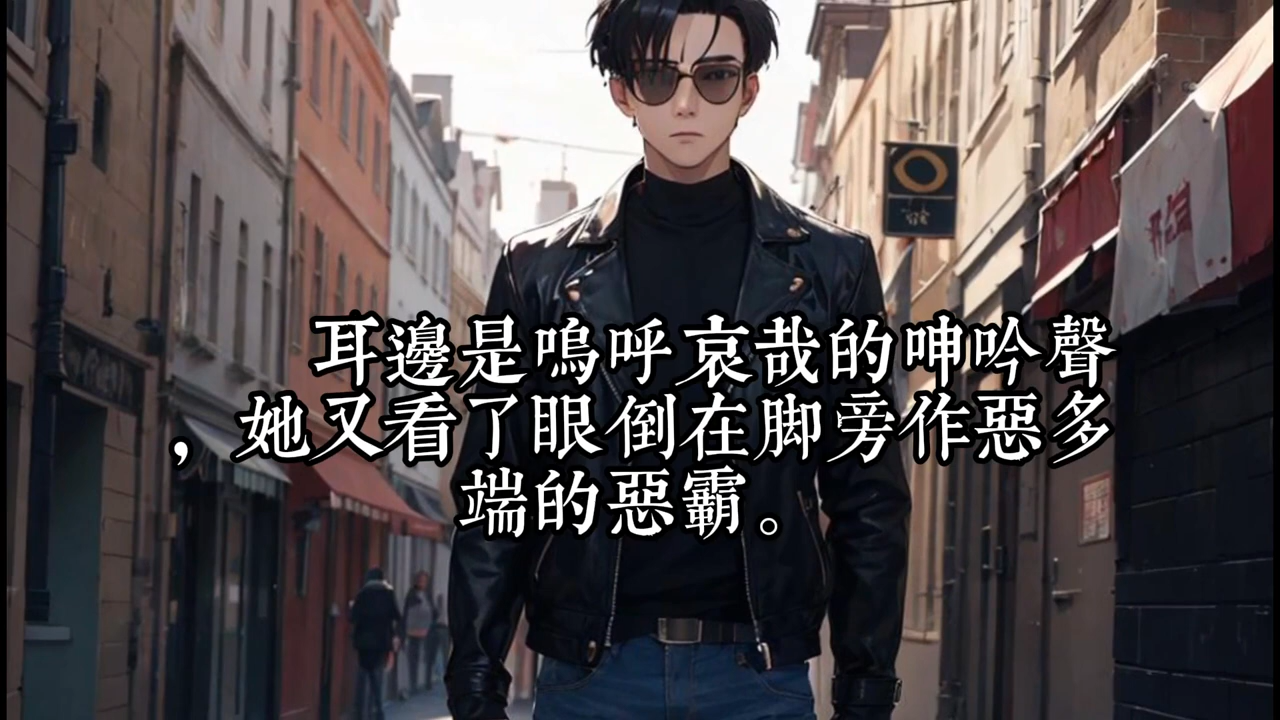 耳邊是嗚呼哀哉的呻吟聲
，她又看了眼倒在脚旁作惡多
端的惡霸。